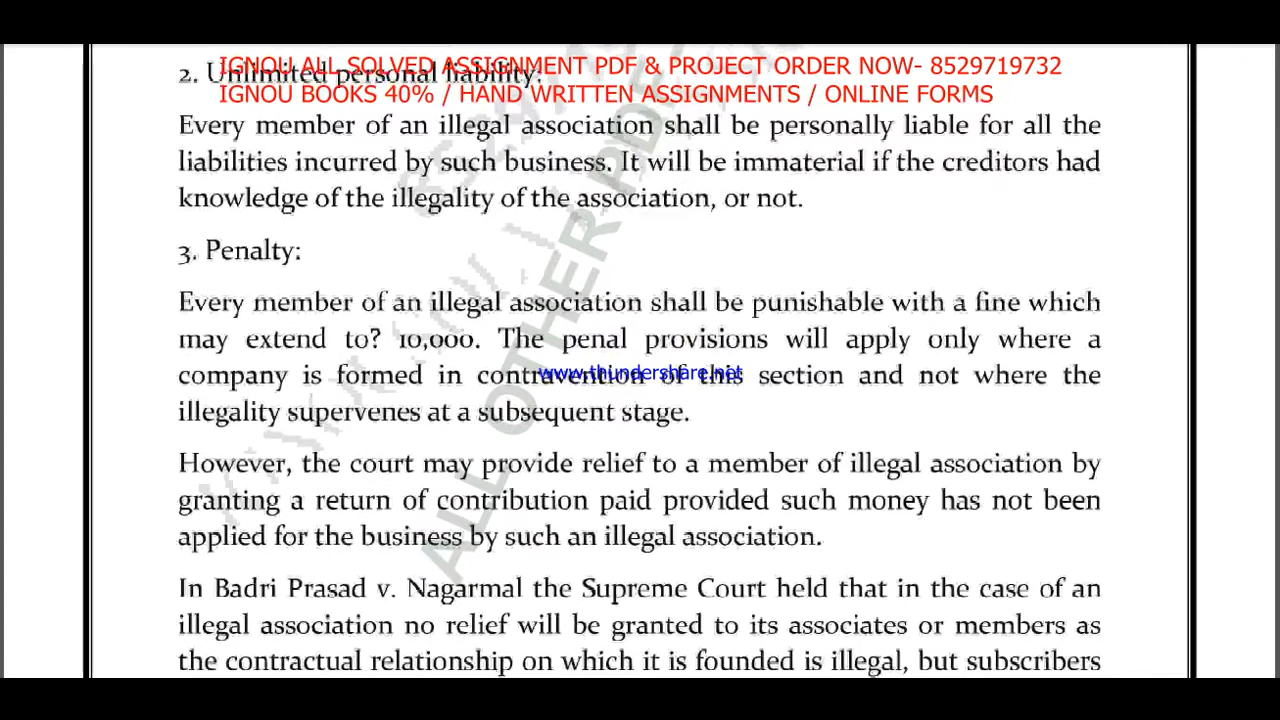 IGNOU ALL SOLVED ASSIGNMENT PDF & PROJECT ORDER NOW- 8529719732
2. Unlimited personal liability:
IGNOU BOOKS 40% / HAND WRITTEN ASSIGNMENTS / ONLINE FORMS
Every member of an illegal association shall be personally liable for all the
liabilities incurred by such business. It will be immaterial if the creditors had
knowledge of the illegality of the association, or not.
3. Penalty:
Every member of an illegal association shall be punishable with a fine which
may extend to? 10,000. The penal provisions will apply only where a
company is formed in contravention of this section and not where the
www.thundershare.net
illegality supervenes at a subsequent stage.
However, the court may provide relief to a member of illegal association by
granting a return of contribution paid provided such money has not been
applied for the business by such an illegal association.
In Badri Prasad v. Nagarmal the Supreme Court held that in the case of an
illegal association no relief will be granted to its associates or members as
the contractual relationship on which it is founded is illegal, but subscribers
ALL OTHER PDF